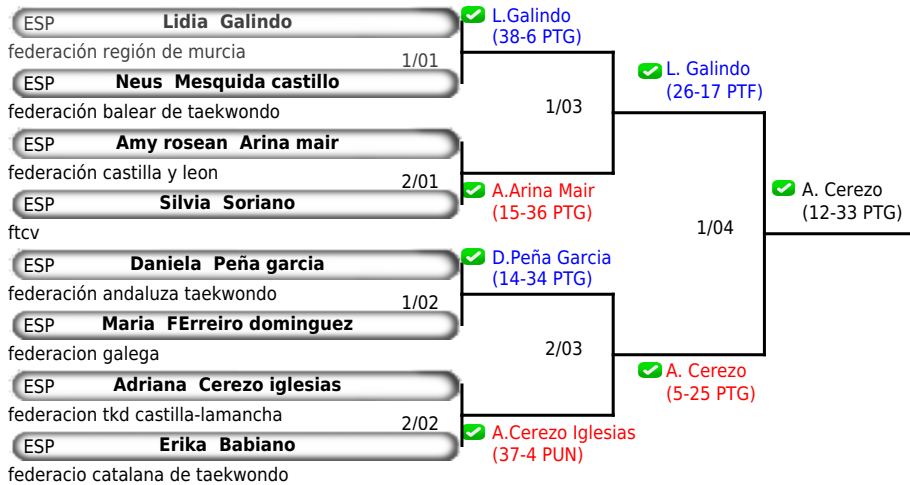 ESP Lidia Galindo
federación región de murcia
1/01
ESP Neus Mesquida castillo
federación balear de taekwondo
ESP Amy rosean Arina mair
federación castilla y leon
2/01
ESP Silvia Soriano
ftcv
ESP Daniela Peña garcia
federación andaluza taekwondo
1/02
ESP Maria FErreiro dominguez
federacion galega
ESP Adriana Cerezo iglesias
federacion tkd castilla-lamancha
2/02
ESP Erika Babiano
federacio catalana de taekwondo
L.Galindo
(38-6 PTG)
1/03
A.Arina Mair
(15-36 PTG)
D.Peña Garcia
(14-34 PTG)
2/03
A.Cerezo Iglesias
(37-4 PUN)
L. Galindo
(26-17 PTF)
1/04
A. Cerezo
(5-25 PTG)
A. Cerezo
(12-33 PTG)